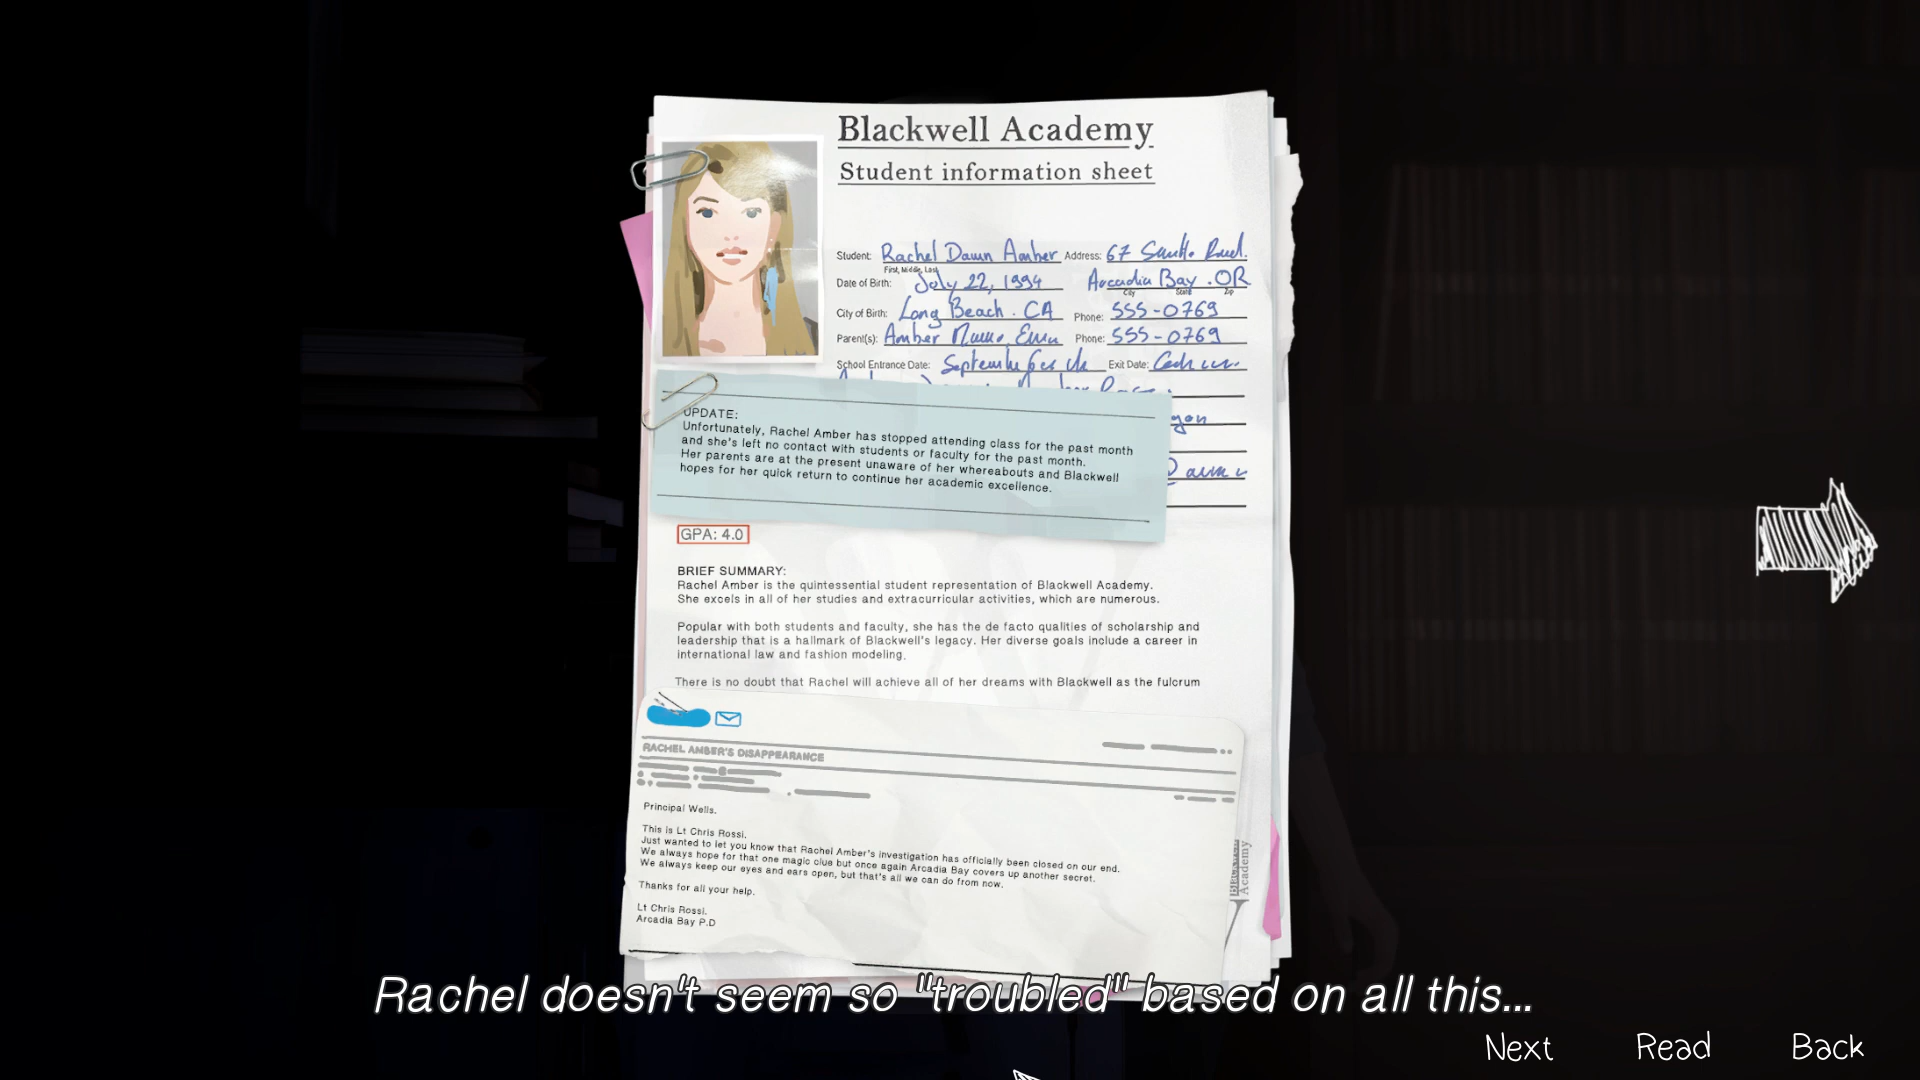 Blackwell Academy
Student information sheet
Student: Rachel Dawn Amber Address: 67
First, Middle, Last
Date of Birth: July 22, 1994 Arcadia Bay . OR
City State Zip
City of Birth: Long Beach . CA Phone: 555-0769
Parent(s): Amber Phone: 555-0769
School Entrance Date: Exit Date:
UPDATE:
Unfortunately, Rachel Amber has stopped attending class for the past month
and she's left no contact with students or faculty for the past month.
Her parents are at the present unaware of her whereabouts and Blackwell
hopes for her quick return to continue her academic excellence.
GPA: 4.0
BRIEF SUMMARY:
Rachel Amber is the quintessential student representation of Blackwell Academy.
She excels in all of her studies and extracurricular activities, which are numerous.
Popular with both students and faculty, she has the de facto qualities of scholarship and
leadership that is a hallmark of Blackwell's legacy. Her diverse goals include a career in
international law and fashion modeling.
There is no doubt that Rachel will achieve all of her dreams with Blackwell as the fulcrum
RACHEL AMBER'S DISAPPEARANCE
Principal Wells.
This is Lt Chris Rossi.
Just wanted to let you know that Rachel Amber's investigation has officially been closed on our end.
We always hope for that one magic clue but once again Arcadia Bay covers up another secret.
We always keep our eyes and ears open, but that's all we can do from now.
Thanks for all your help.
Lt Chris Rossi.
Arcadia Bay P.D
Blackwell
Academy
Rachel doesn't seem so "troubled" based on all this...
Next Read Back